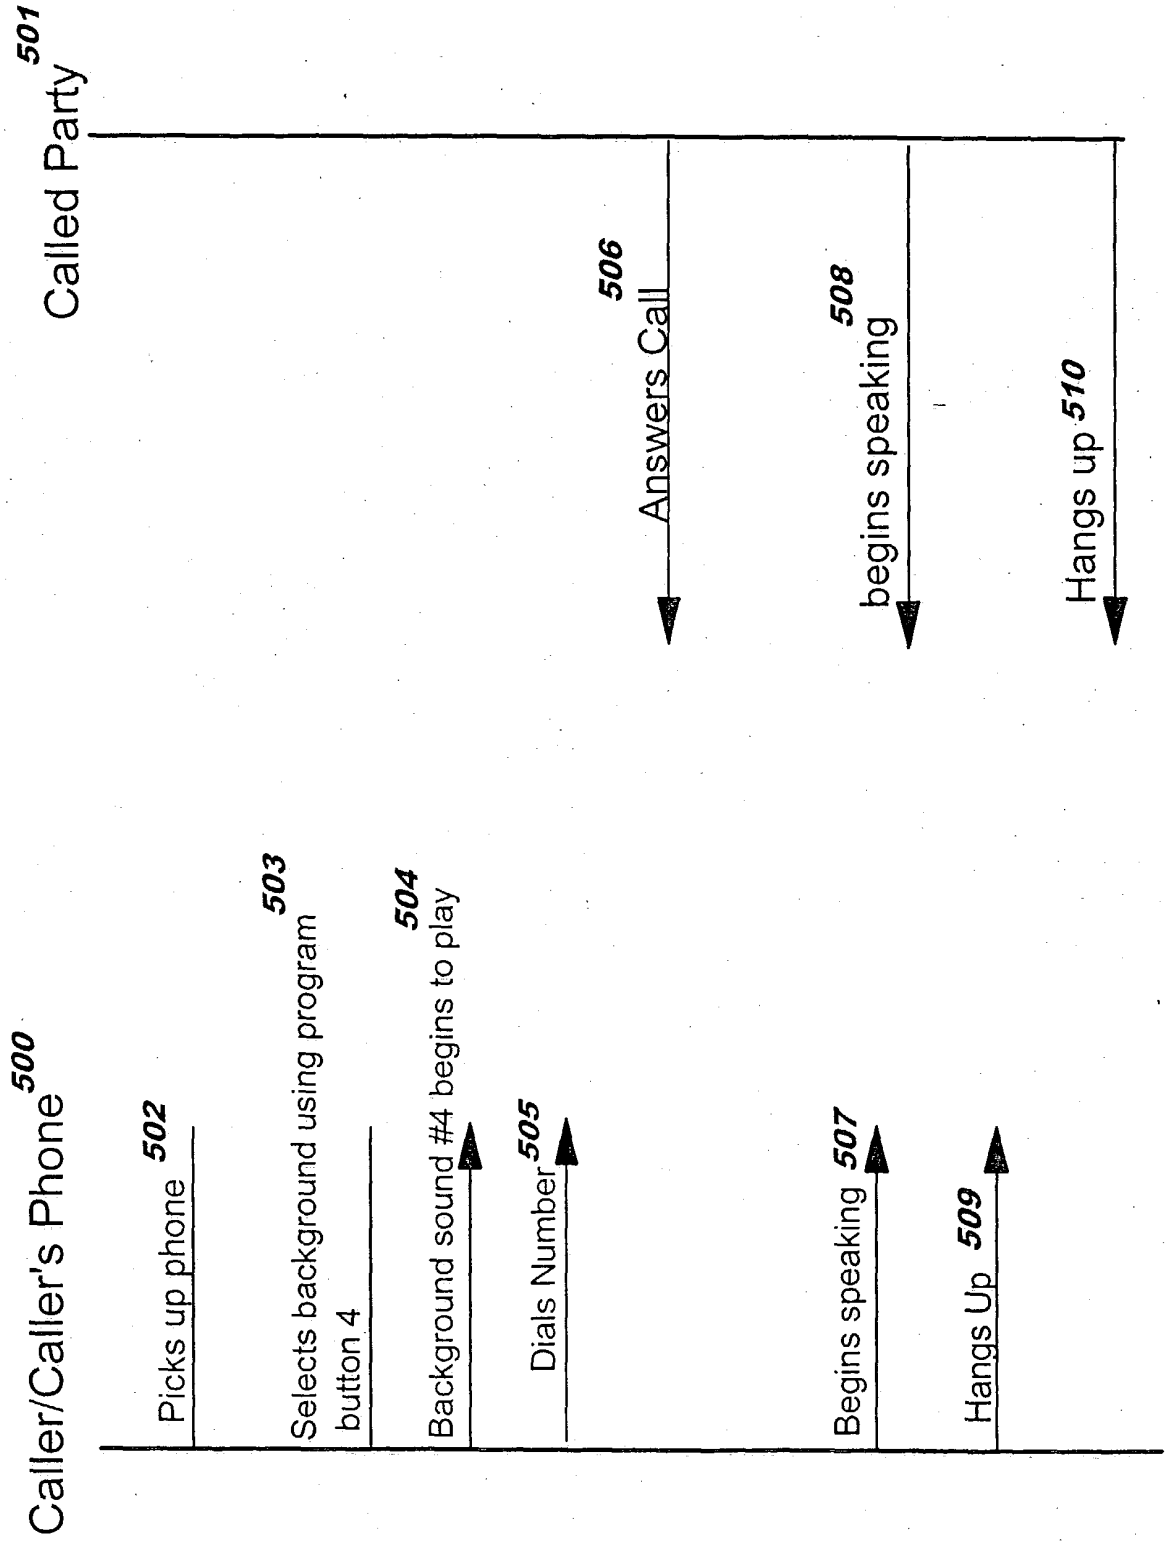 Caller/Caller's Phone 500
Called Party 501
Picks up phone 502
Selects background using program 503
button 4
Background sound #4 begins to play 504
Dials Number 505
Answers Call 506
Begins speaking 507
begins speaking 508
Hangs Up 509
Hangs up 510